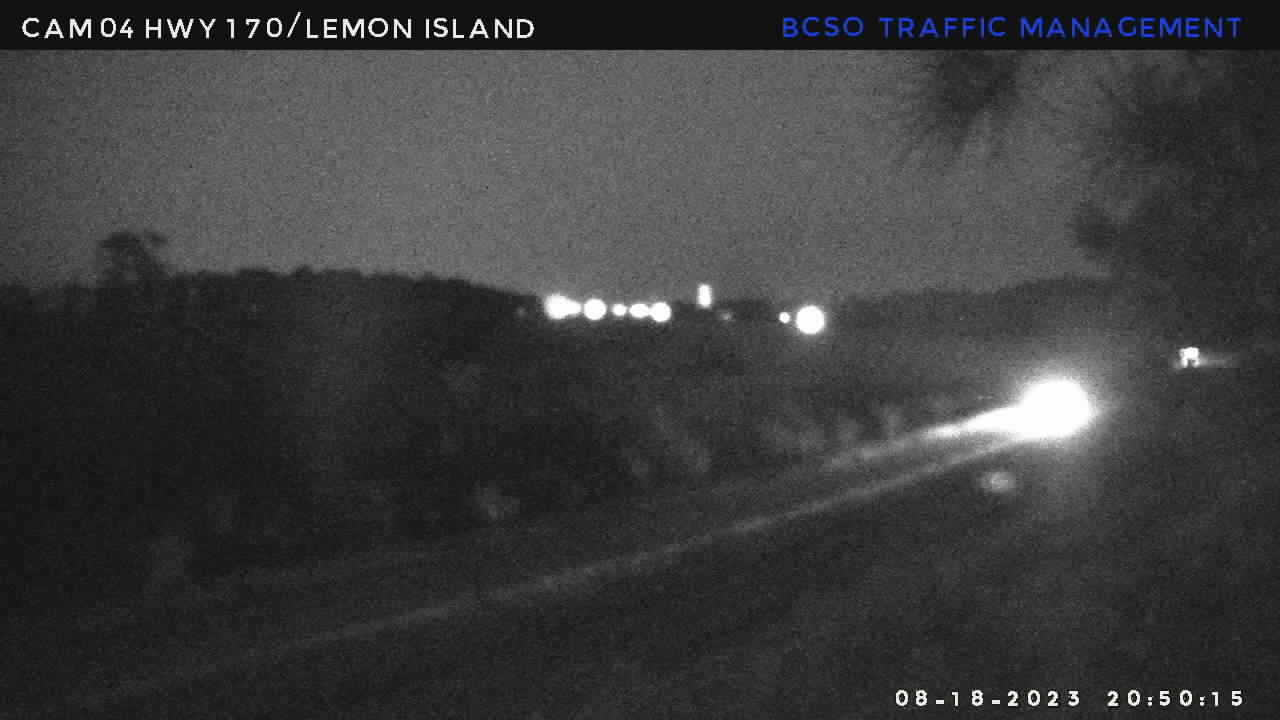 CAM 04 HWY 170/LEMON ISLAND
BCSO TRAFFIC MANAGEMENT
08-18-2023 20:50:15